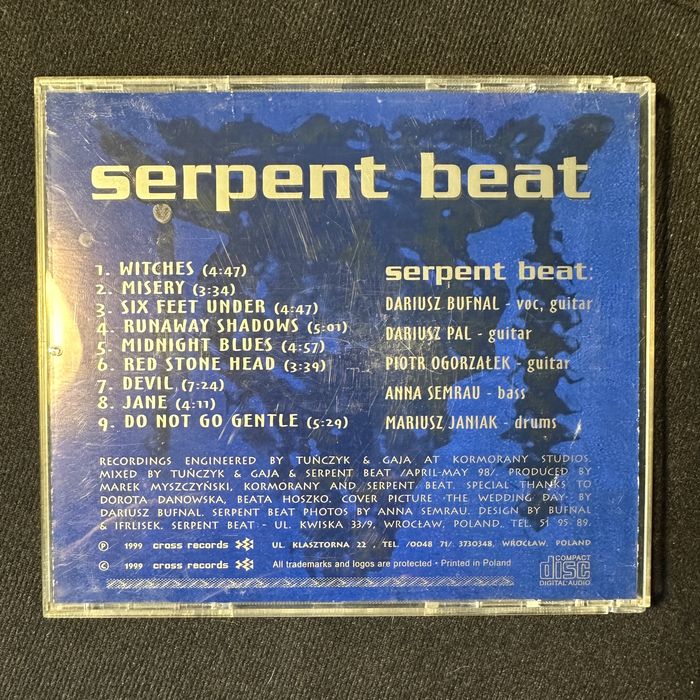 serpent beat
1. WITCHES (4:47)
2. MISERY (3:34)
3. SIX FEET UNDER (4:47)
4. RUNAWAY SHADOWS (5:01)
5. MIDNIGHT BLUES (4:57)
6. RED STONE HEAD (3:39)
7. DEVIL (7:24)
8. JANE (4:11)
9. DO NOT GO GENTLE (5:29)
serpent beat:
DARIUSZ BUFNAL - voc, guitar
DARIUSZ PAL - guitar
PIOTR OGORZAŁEK - guitar
ANNA SEMRAU - bass
MARIUSZ JANIAK - drums
RECORDINGS ENGINEERED BY TUŃCZYK & GAJA AT KORMORANY STUDIOS.
MIXED BY TUŃCZYK & GAJA & SERPENT BEAT /APRIL-MAY 98/. PRODUCED BY
MAREK MYSZCZYŃSKI, KORMORANY AND SERPENT BEAT. SPECIAL THANKS TO
DOROTA DANOWSKA, BEATA HOSZKO. COVER PICTURE "THE WEDDING DAY" BY
DARIUSZ BUFNAL. SERPENT BEAT PHOTOS BY ANNA SEMRAU. DESIGN BY BUFNAL
& IFRLISEK. SERPENT BEAT - UL. KWISKA 33/9, WROCŁAW, POLAND, TEL. 51 95 89.
℗ 1999 cross records UL. KLASZTORNA 22 , TEL /0048 71/. 3730348, WROCŁAW, POLAND
© 1999 cross records All trademarks and logos are protected • Printed in Poland
COMPACT
disc
DIGITAL AUDIO